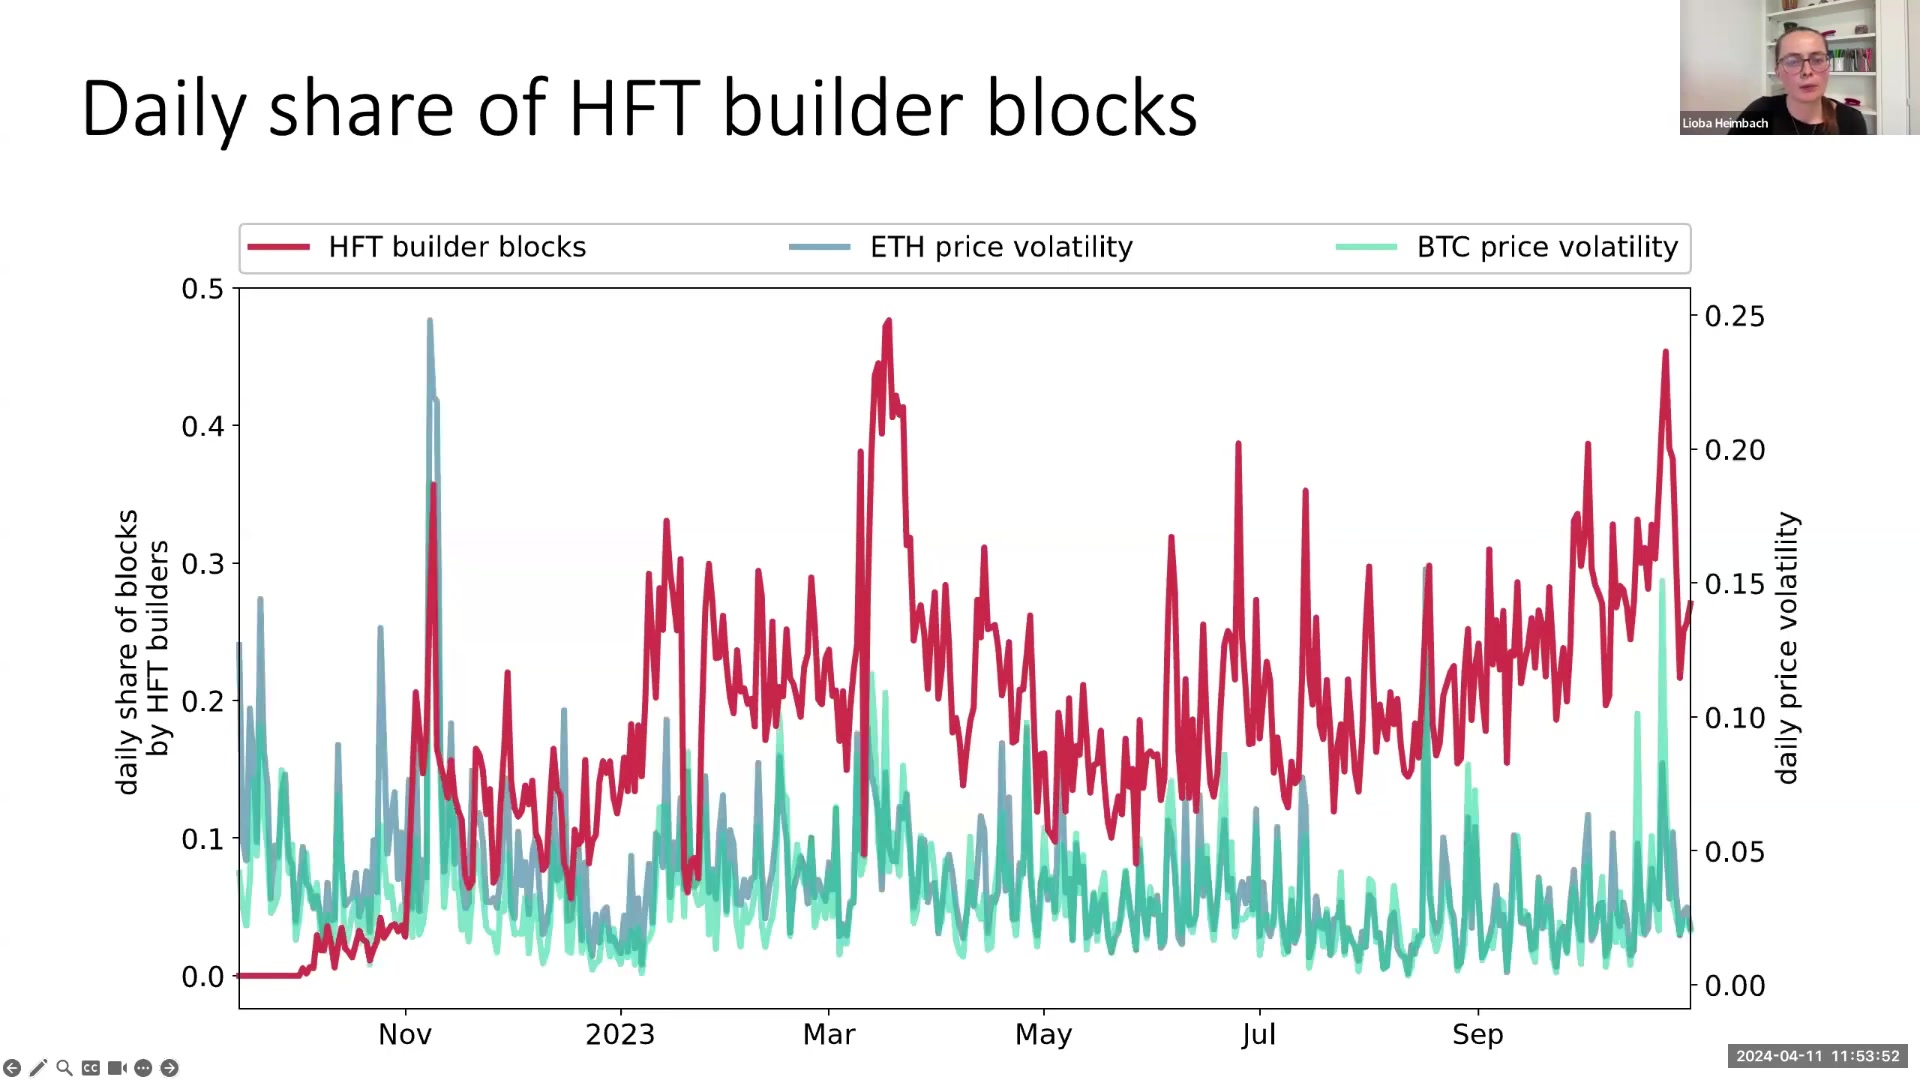 Daily share of HFT builder blocks
Lioba Heimbach
HFT builder blocks
ETH price volatility
BTC price volatility
0.5
0.4
0.3
0.2
0.1
0.0
daily share of blocks
by HFT builders
0.25
0.20
0.15
0.10
0.05
0.00
daily price volatility
Nov
2023
Mar
May
Jul
Sep
CC
2024-04-11 11:53:52